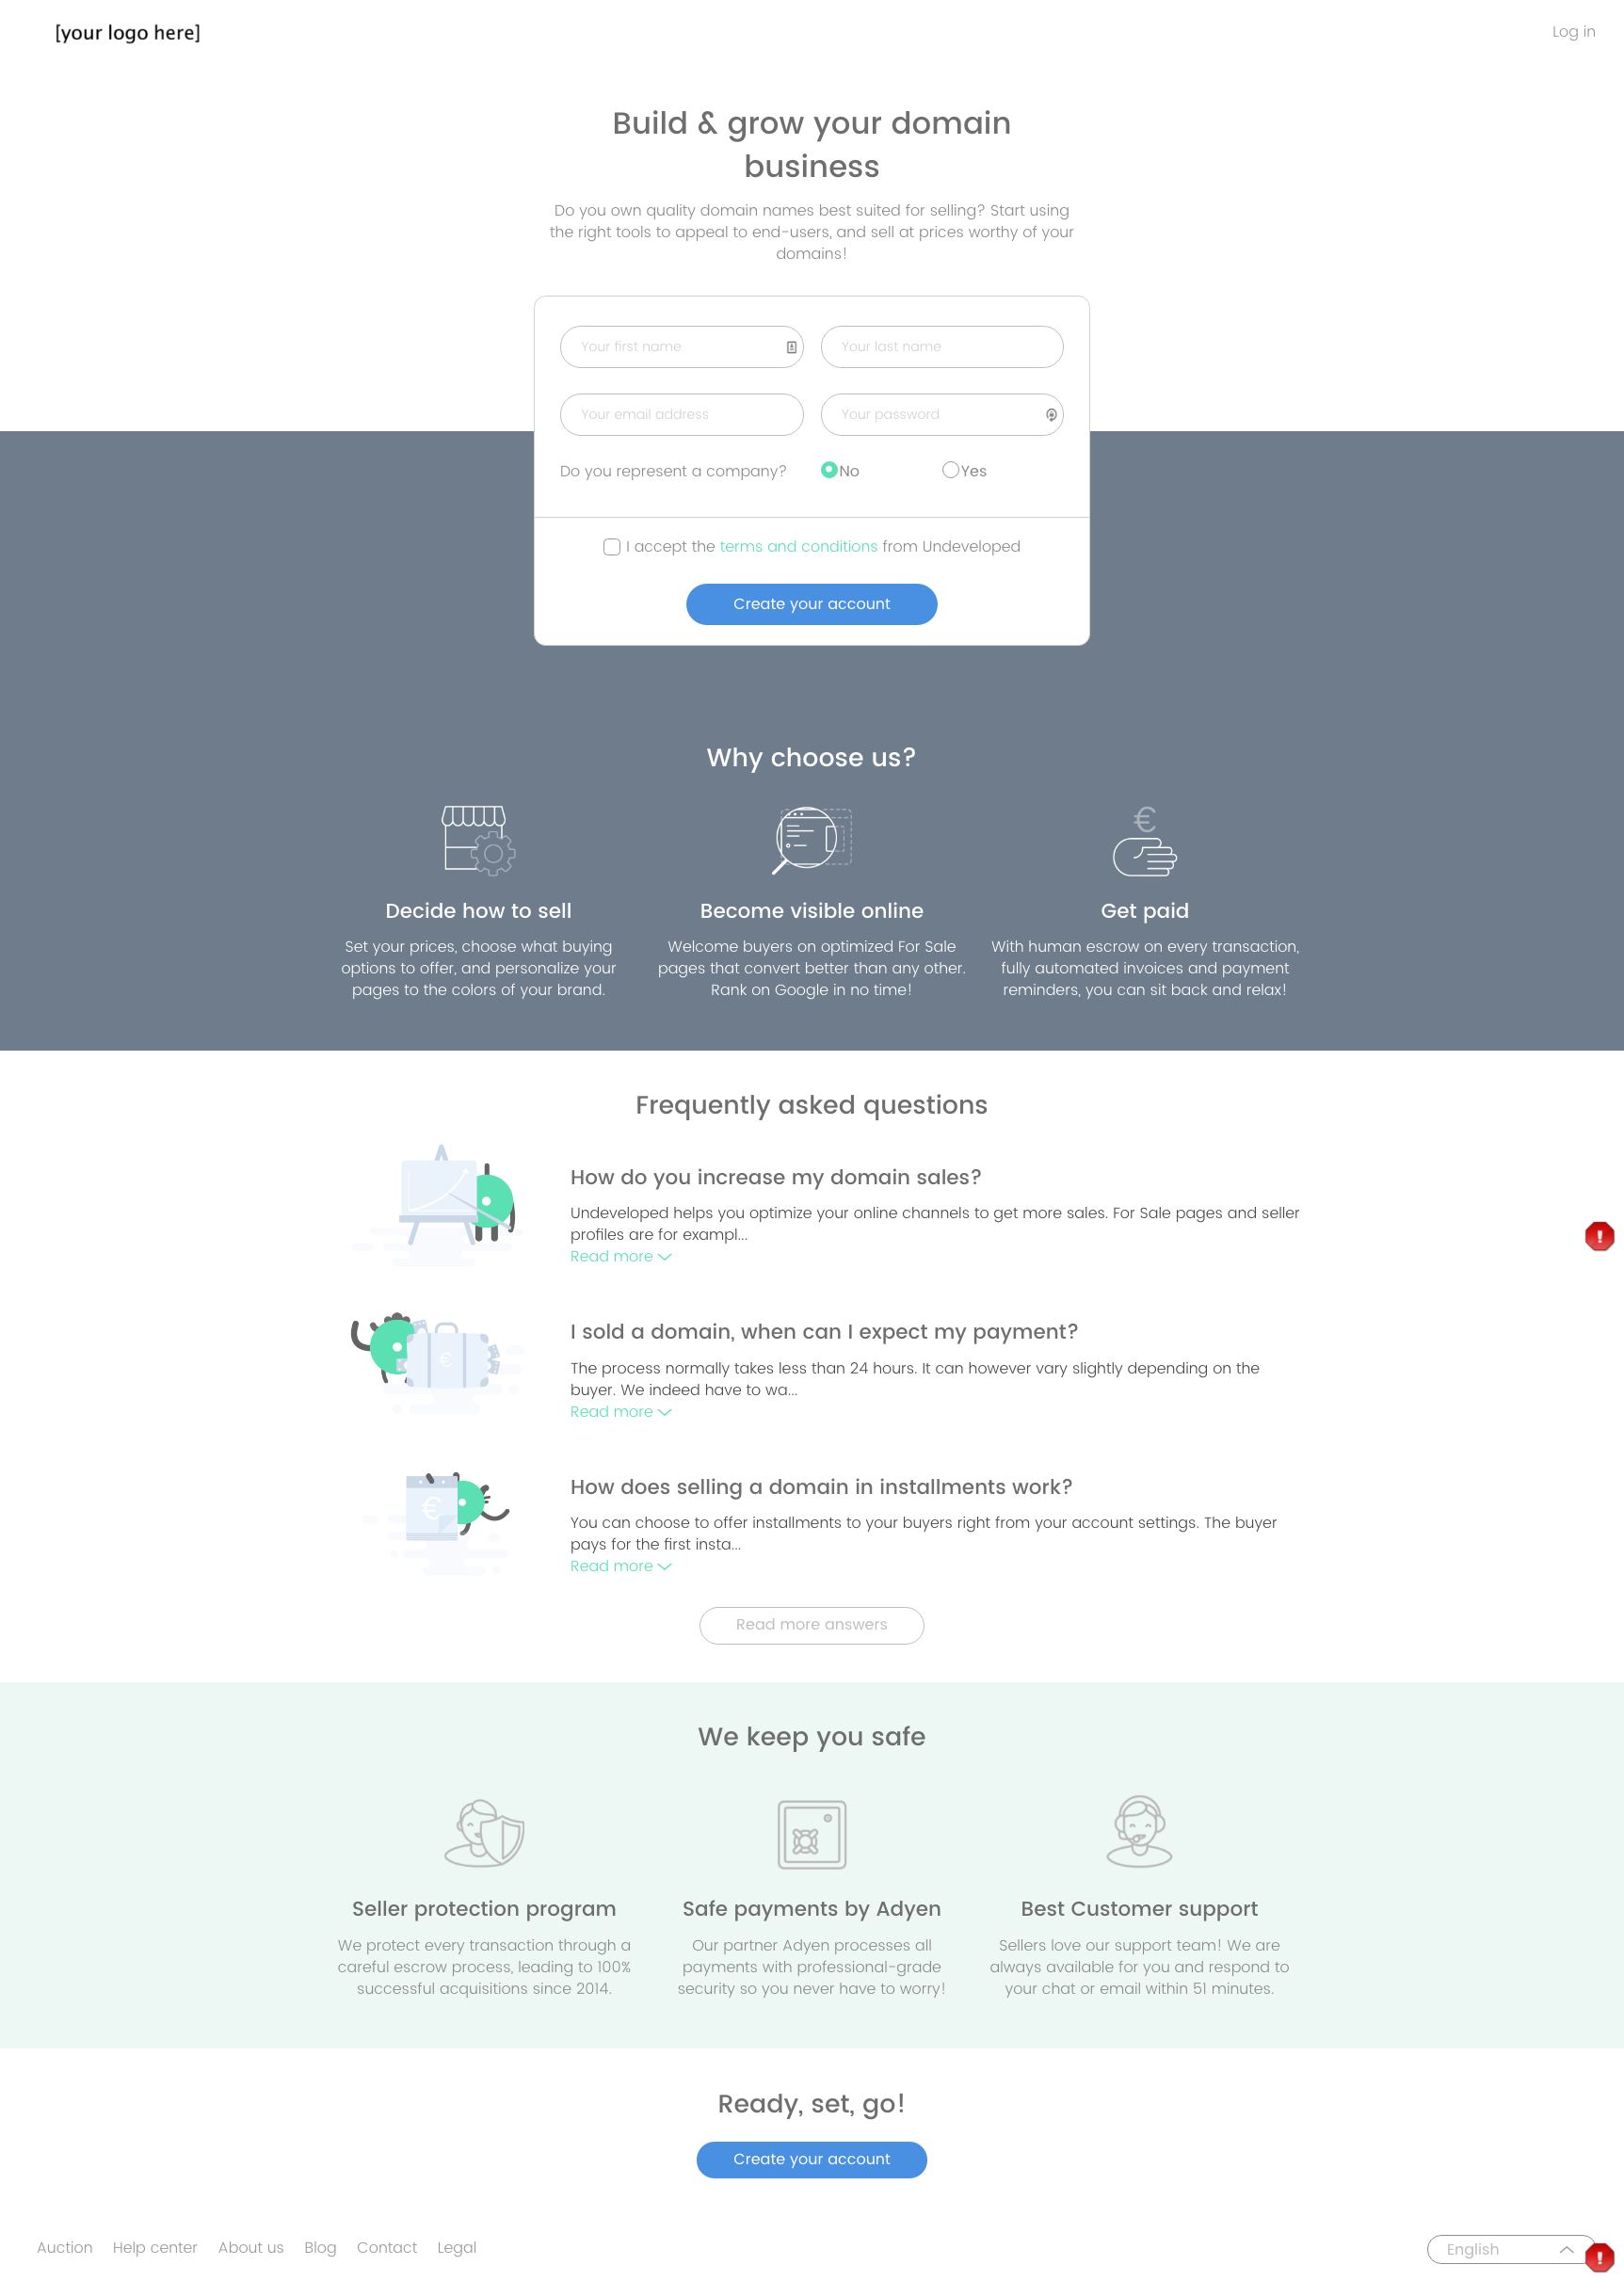 [your logo here]
Log in
Build & grow your domain
business
Do you own quality domain names best suited for selling? Start using
the right tools to appeal to end-users, and sell at prices worthy of your
domains!
Your first name
Your last name
Your email address
Your password
Do you represent a company?
No
Yes
I accept the terms and conditions from Undeveloped
Create your account
Why choose us?
€
Decide how to sell
Set your prices, choose what buying
options to offer, and personalize your
pages to the colors of your brand.
Become visible online
Welcome buyers on optimized For Sale
pages that convert better than any other.
Rank on Google in no time!
Get paid
With human escrow on every transaction,
fully automated invoices and payment
reminders, you can sit back and relax!
Frequently asked questions
How do you increase my domain sales?
Undeveloped helps you optimize your online channels to get more sales. For Sale pages and seller
profiles are for exampl...
Read more
!
€
I sold a domain, when can I expect my payment?
The process normally takes less than 24 hours. It can however vary slightly depending on the
buyer. We indeed have to wa...
Read more
€
How does selling a domain in installments work?
You can choose to offer installments to your buyers right from your account settings. The buyer
pays for the first insta...
Read more
Read more answers
We keep you safe
Seller protection program
We protect every transaction through a
careful escrow process, leading to 100%
successful acquisitions since 2014.
Safe payments by Adyen
Our partner Adyen processes all
payments with professional-grade
security so you never have to worry!
Best Customer support
Sellers love our support team! We are
always available for you and respond to
your chat or email within 51 minutes.
Ready, set, go!
Create your account
Auction Help center About us Blog Contact Legal
English
!